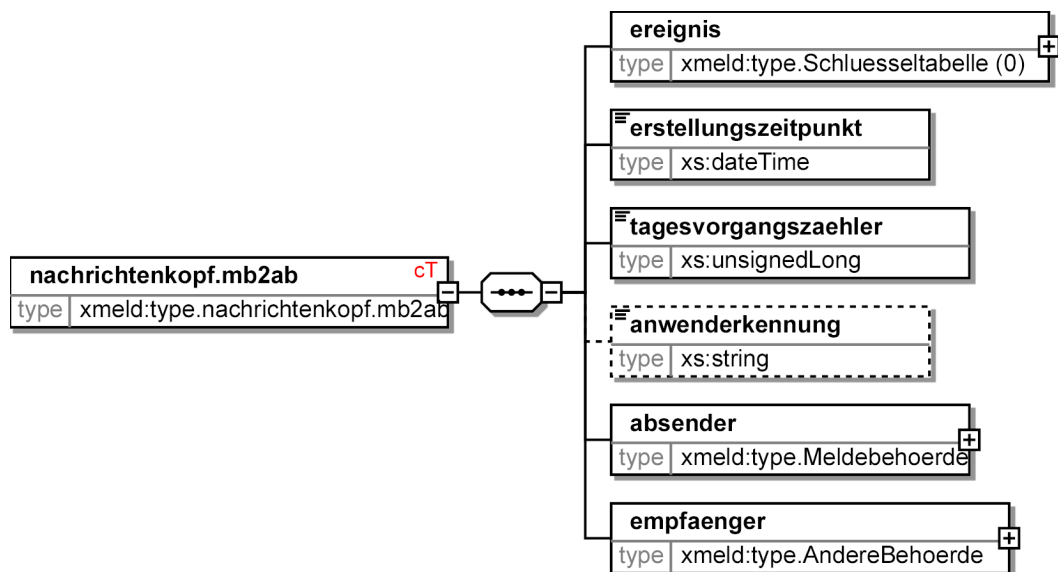 ereignis
type xmeld:type.Schluesseltabelle (0)
erstellungszeitpunkt
type xs:dateTime
tagesvorgangszaehler
type xs:unsignedLong
nachrichtenkopf.mb2ab cT
type xmeld:type.nachrichtenkopf.mb2ab
anwenderkennung
type xs:string
absender
type xmeld:type.Meldebehoerde
empfaenger
type xmeld:type.AndereBehoerde